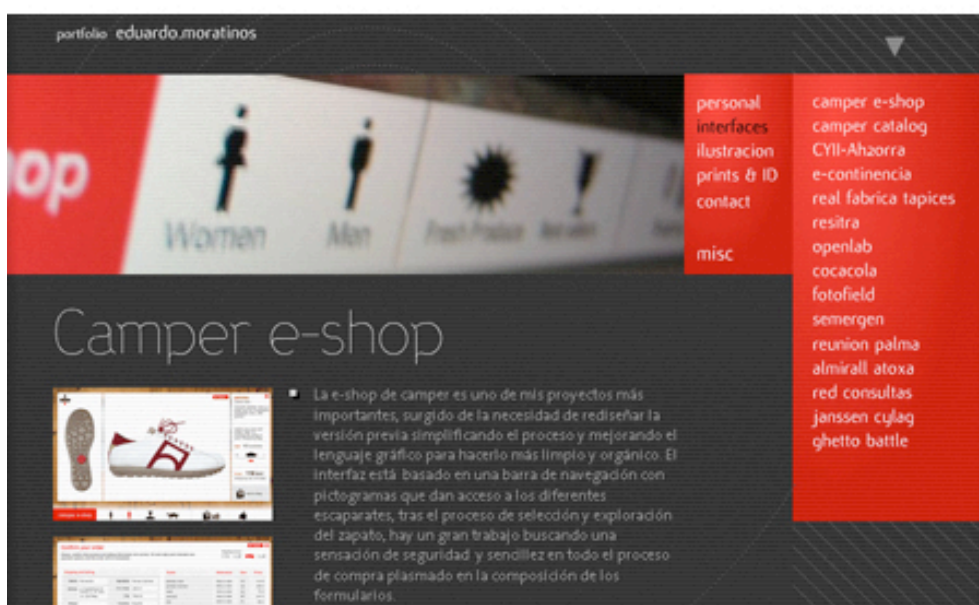 portfolio eduardo.moratinos
op
Women
Men
Fresh Produce
personal
interfaces
ilustracion
prints & ID
contact
misc
camper e-shop
camper catalog
CYII-Ah2orra
e-continencia
real fabrica tapices
resitra
openlab
cocacola
fotofield
semergen
reunion palma
almirall atoxa
red consultas
janssen cylag
ghetto battle
Camper e-shop
La e-shop de camper es uno de mis proyectos más
importantes, surgido de la necesidad de rediseñar la
versión previa simplificando el proceso y mejorando el
lenguaje gráfico para hacerlo más limpio y orgánico. El
interfaz está basado en una barra de navegación con
pictogramas que dan acceso a los diferentes
escaparates, tras el proceso de selección y exploración
del zapato, hay un gran trabajo buscando una
sensación de seguridad y sencillez en todo el proceso
de compra plasmado en la composición de los
formularios.